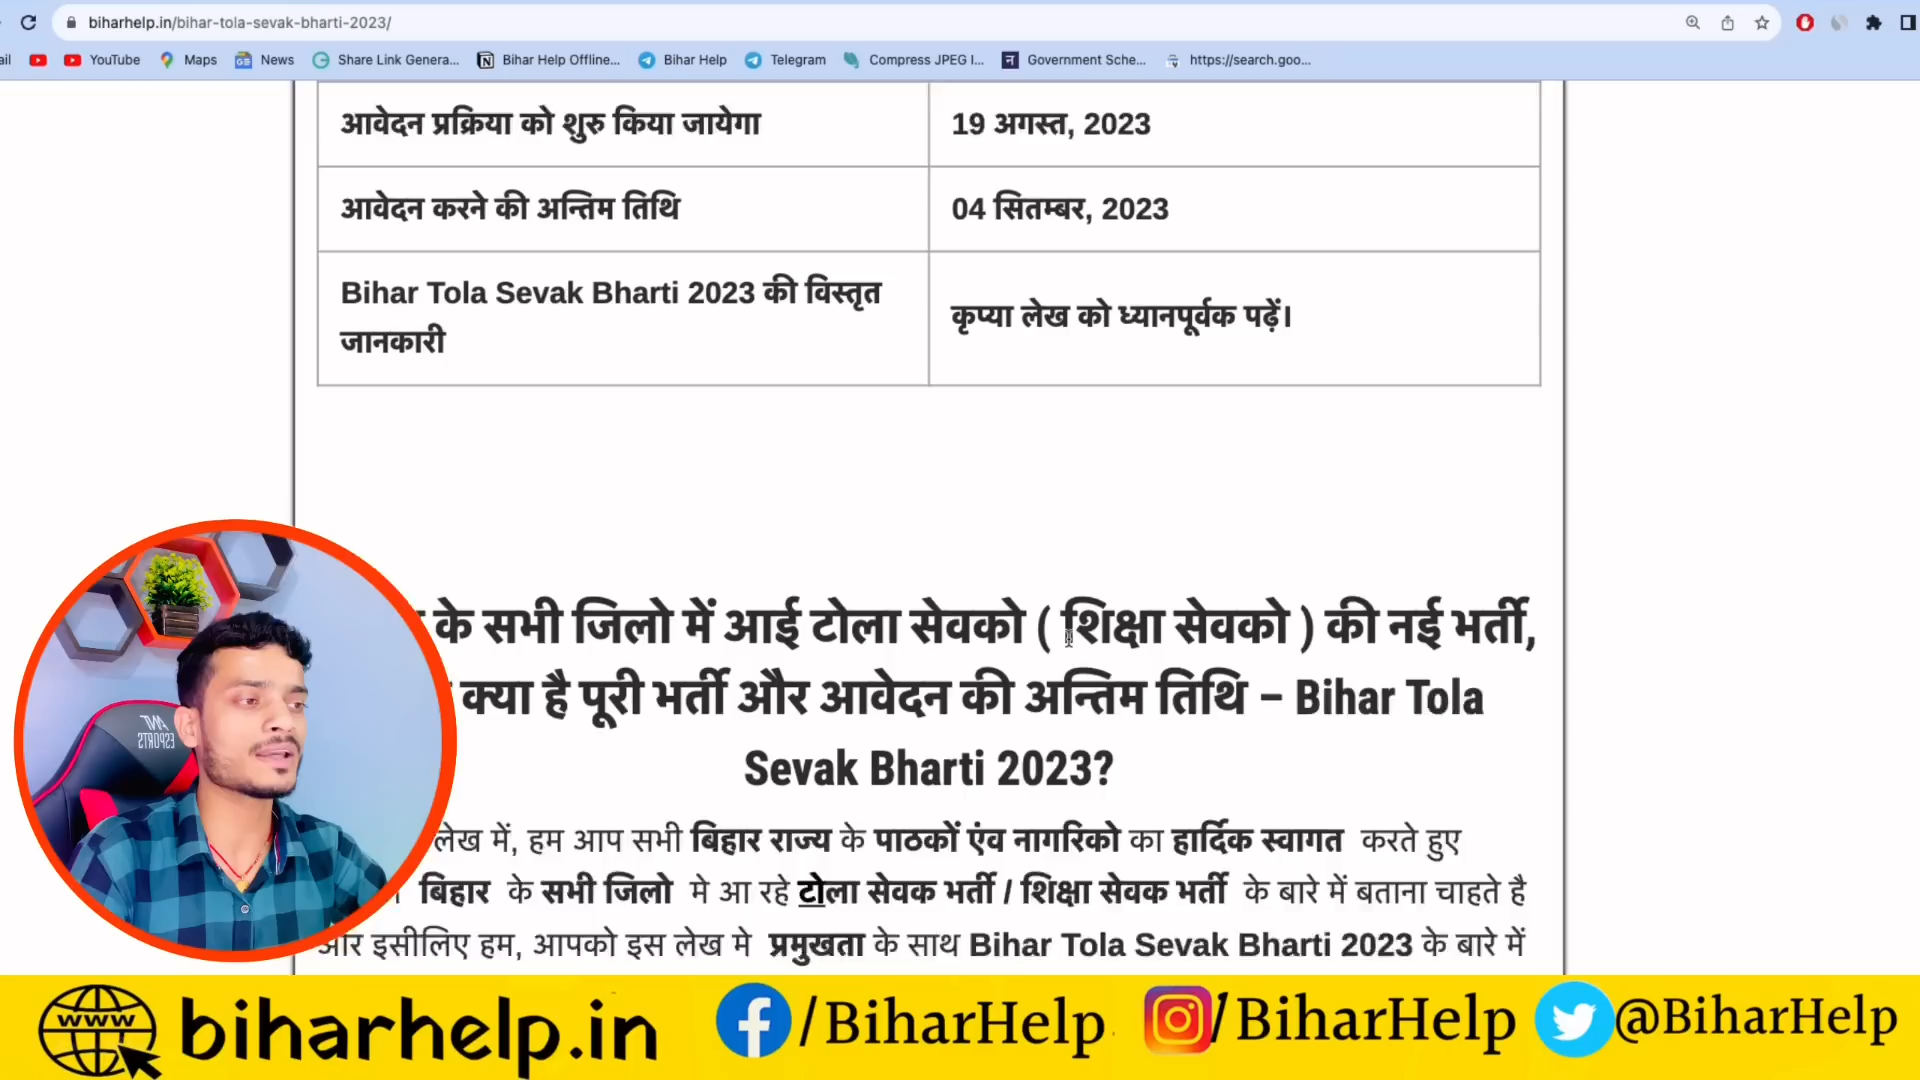 biharhelp.in/bihar-tola-sevak-bharti-2023/
ail YouTube Maps News Share Link Genera... Bihar Help Offline... Bihar Help Telegram Compress JPEG I... Government Sche... https://search.goo...
आवेदन प्रक्रिया को शुरु किया जायेगा 19 अगस्त, 2023
आवेदन करने की अन्तिम तिथि 04 सितम्बर, 2023
Bihar Tola Sevak Bharti 2023 की विस्तृत
जानकारी
कृप्या लेख को ध्यानपूर्वक पढ़ें।
के सभी जिलो में आई टोला सेवको ( शिक्षा सेवको ) की नई भर्ती,
क्या है पूरी भर्ती और आवेदन की अन्तिम तिथि – Bihar Tola
Sevak Bharti 2023?
लेख में, हम आप सभी बिहार राज्य के पाठकों एंव नागरिको का हार्दिक स्वागत करते हुए
बिहार के सभी जिलो मे आ रहे टोला सेवक भर्ती / शिक्षा सेवक भर्ती के बारे में बताना चाहते है
और इसीलिए हम, आपको इस लेख मे प्रमुखता के साथ Bihar Tola Sevak Bharti 2023 के बारे में
www biharhelp.in /BiharHelp /BiharHelp @BiharHelp